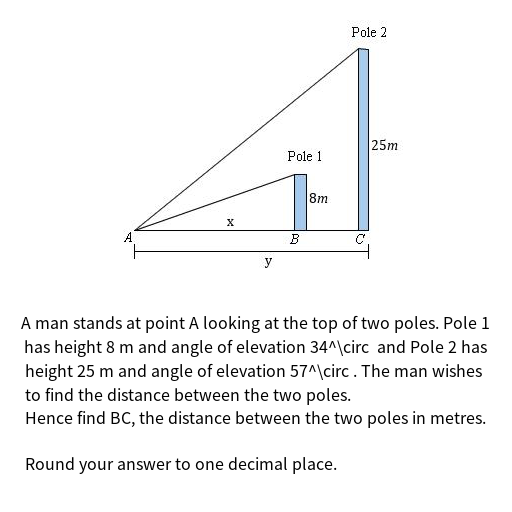 Pole 2
25m
Pole 1
8m
x
A
B
C
y
A man stands at point A looking at the top of two poles. Pole 1
has height 8 m and angle of elevation 34^\circ  and Pole 2 has
height 25 m and angle of elevation 57^\circ . The man wishes
to find the distance between the two poles.
Hence find BC, the distance between the two poles in metres.
Round your answer to one decimal place.